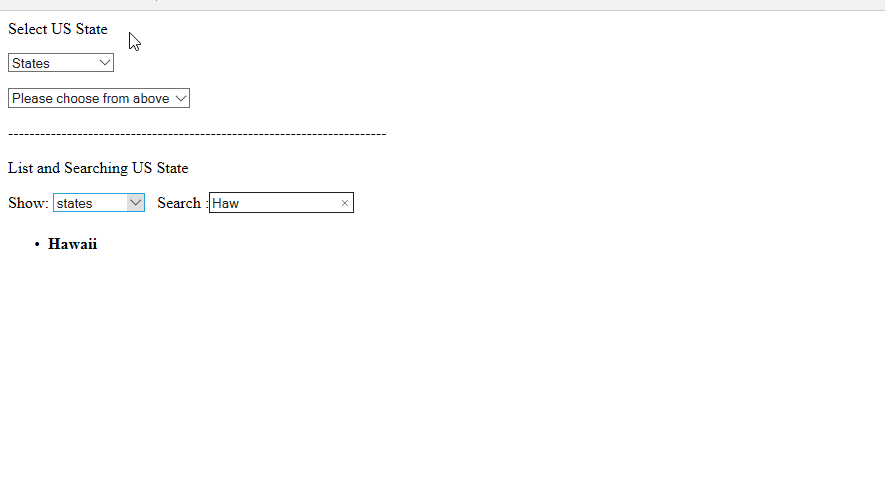 Select US State
States
Please choose from above
-----------------------------------------------------------------------
List and Searching US State
Show: states Search :Haw ×
• Hawaii